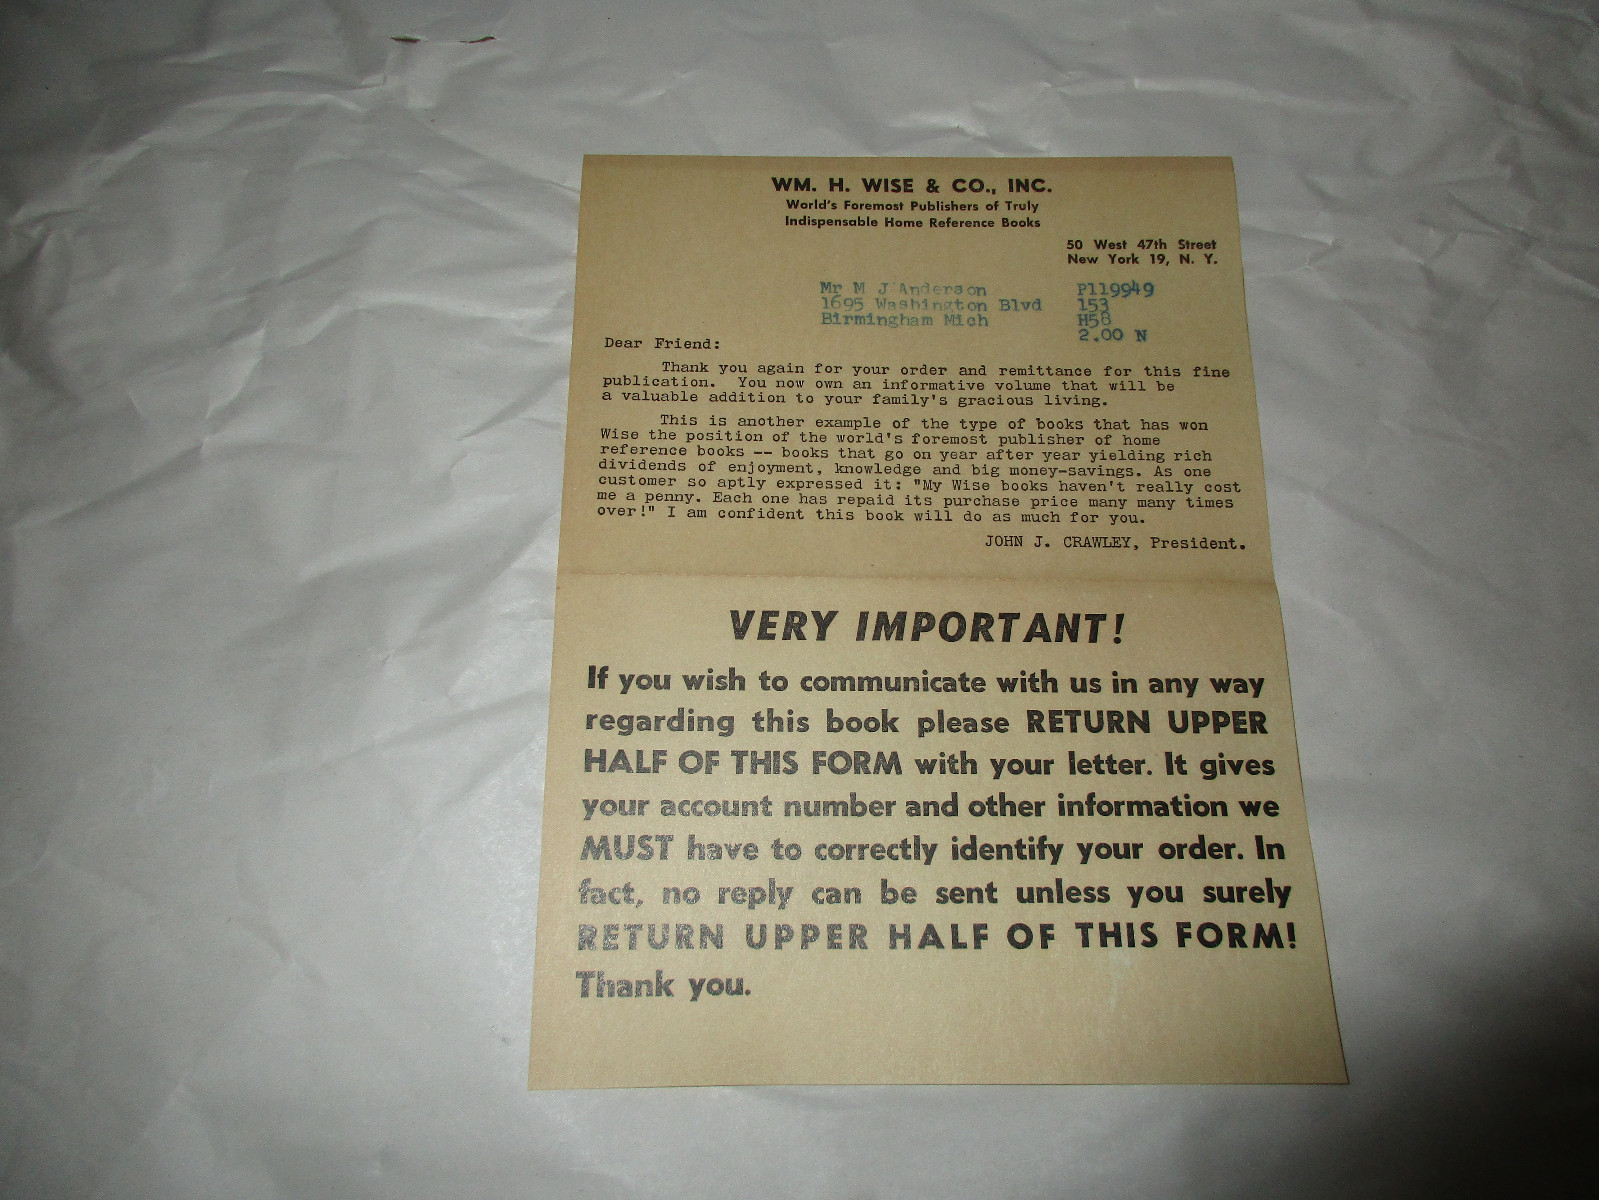 WM. H. WISE & CO., INC.
World's Foremost Publishers of Truly
Indispensable Home Reference Books
50 West 47th Street
New York 19, N. Y.
Mr M J Anderson P119949
1695 Washington Blvd 153
Birmingham Mich H58
2.00 N
Dear Friend:
Thank you again for your order and remittance for this fine
publication. You now own an informative volume that will be
a valuable addition to your family's gracious living.
This is another example of the type of books that has won
Wise the position of the world's foremost publisher of home
reference books -- books that go on year after year yielding rich
dividends of enjoyment, knowledge and big money-savings. As one
customer so aptly expressed it: "My Wise books haven't really cost
me a penny. Each one has repaid its purchase price many many times
over!" I am confident this book will do as much for you.
JOHN J. CRAWLEY, President.
VERY IMPORTANT!
If you wish to communicate with us in any way
regarding this book please RETURN UPPER
HALF OF THIS FORM with your letter. It gives
your account number and other information we
MUST have to correctly identify your order. In
fact, no reply can be sent unless you surely
RETURN UPPER HALF OF THIS FORM!
Thank you.